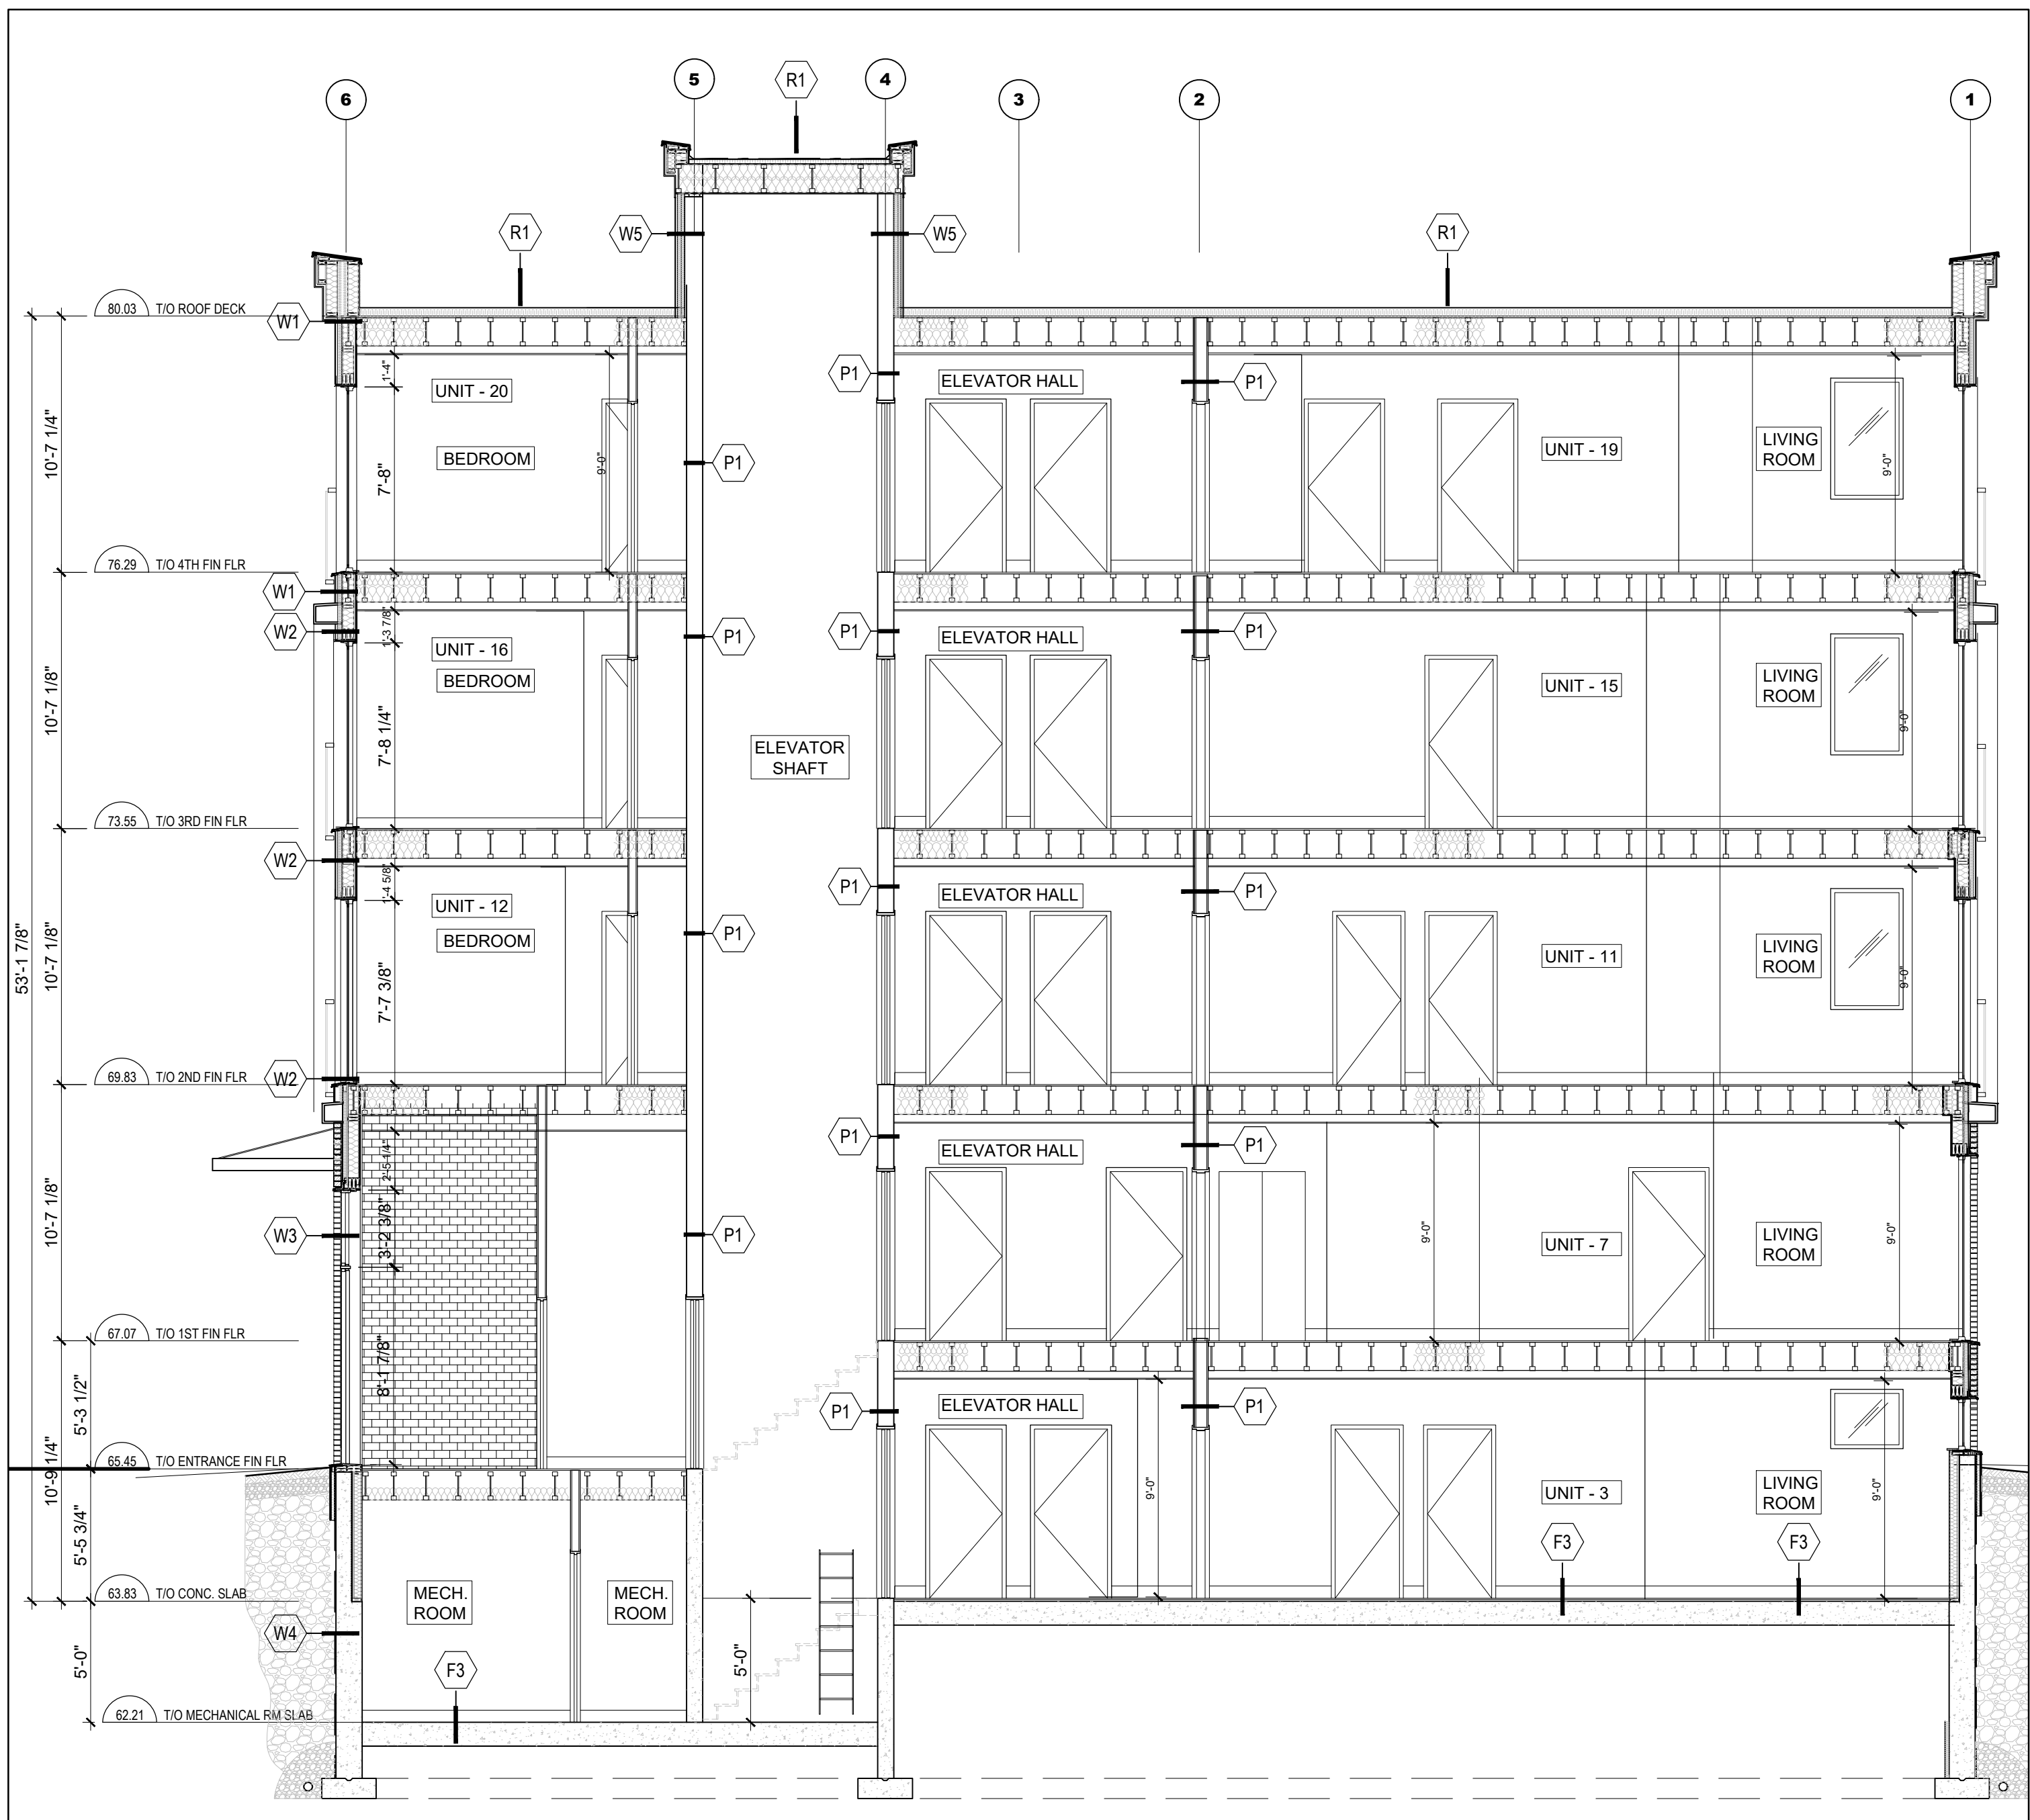 6
5
R1
4
3
2
1
R1
W5
W5
R1
80.03 T/O ROOF DECK
W1
1'-4"
UNIT - 20
P1
ELEVATOR HALL
P1
10'-7 1/4"
7'-8"
BEDROOM
9'-0"
P1
UNIT - 19
LIVING
ROOM
9'-0"
76.29 T/O 4TH FIN FLR
W1
W2
1'-3 7/8"
UNIT - 16
BEDROOM
P1
P1
ELEVATOR HALL
P1
10'-7 1/8"
7'-8 1/4"
UNIT - 15
LIVING
ROOM
9'-0"
ELEVATOR
SHAFT
73.55 T/O 3RD FIN FLR
W2
1'-4 5/8"
UNIT - 12
BEDROOM
P1
P1
ELEVATOR HALL
P1
53'-1 7/8"
10'-7 1/8"
7'-7 3/8"
UNIT - 11
LIVING
ROOM
9'-0"
69.83 T/O 2ND FIN FLR
W2
2'-5 1/4"
P1
ELEVATOR HALL
P1
10'-7 1/8"
W3
3'-2 3/8"
P1
9'-0"
UNIT - 7
LIVING
ROOM
9'-0"
67.07 T/O 1ST FIN FLR
8'-1 7/8"
5'-3 1/2"
P1
ELEVATOR HALL
P1
65.45 T/O ENTRANCE FIN FLR
10'-9 1/4"
5'-5 3/4"
9'-0"
UNIT - 3
LIVING
ROOM
9'-0"
F3
F3
63.83 T/O CONC. SLAB
MECH.
ROOM
MECH.
ROOM
W4
5'-0"
F3
5'-0"
62.21 T/O MECHANICAL RM SLAB